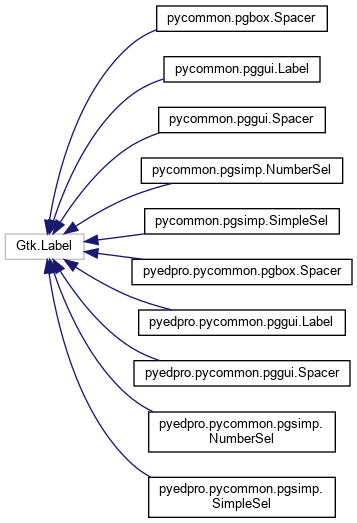 pycommon.pgbox.Spacer
pycommon.pggui.Label
pycommon.pggui.Spacer
pycommon.pgsimp.NumberSel
pycommon.pgsimp.SimpleSel
Gtk.Label
pyedpro.pycommon.pgbox.Spacer
pyedpro.pycommon.pggui.Label
pyedpro.pycommon.pggui.Spacer
pyedpro.pycommon.pgsimp.
NumberSel
pyedpro.pycommon.pgsimp.
SimpleSel